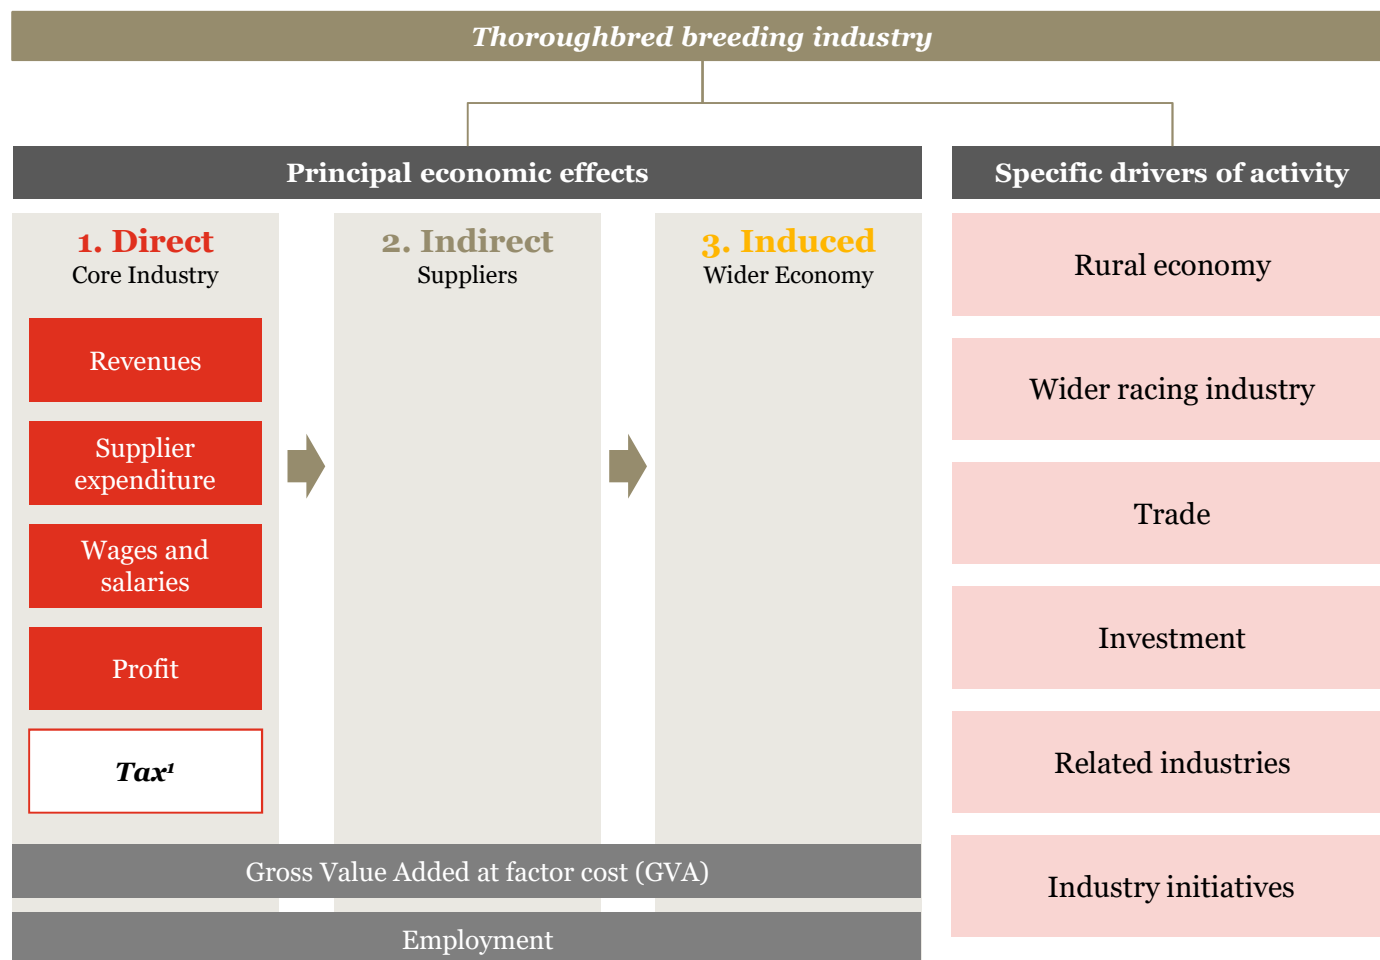 Thoroughbred breeding industry
Principal economic effects
Specific drivers of activity
1. Direct
Core Industry
2. Indirect
Suppliers
3. Induced
Wider Economy
Revenues
Supplier
expenditure
Wages and
salaries
Profit
Tax¹
Gross Value Added at factor cost (GVA)
Employment
Rural economy
Wider racing industry
Trade
Investment
Related industries
Industry initiatives